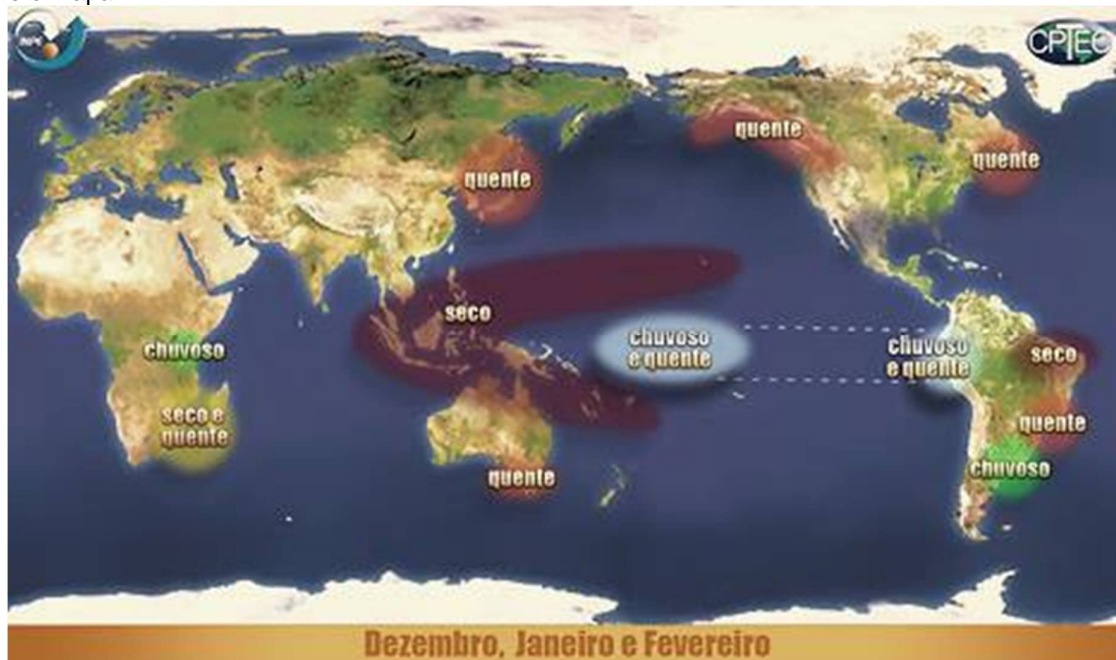 CPTEC
quente
quente
quente
seco
chuvoso
e quente
chuvoso
e quente
chuvoso
seco
seco e
quente
quente
quente
chuvoso
Dezembro, Janeiro e Fevereiro